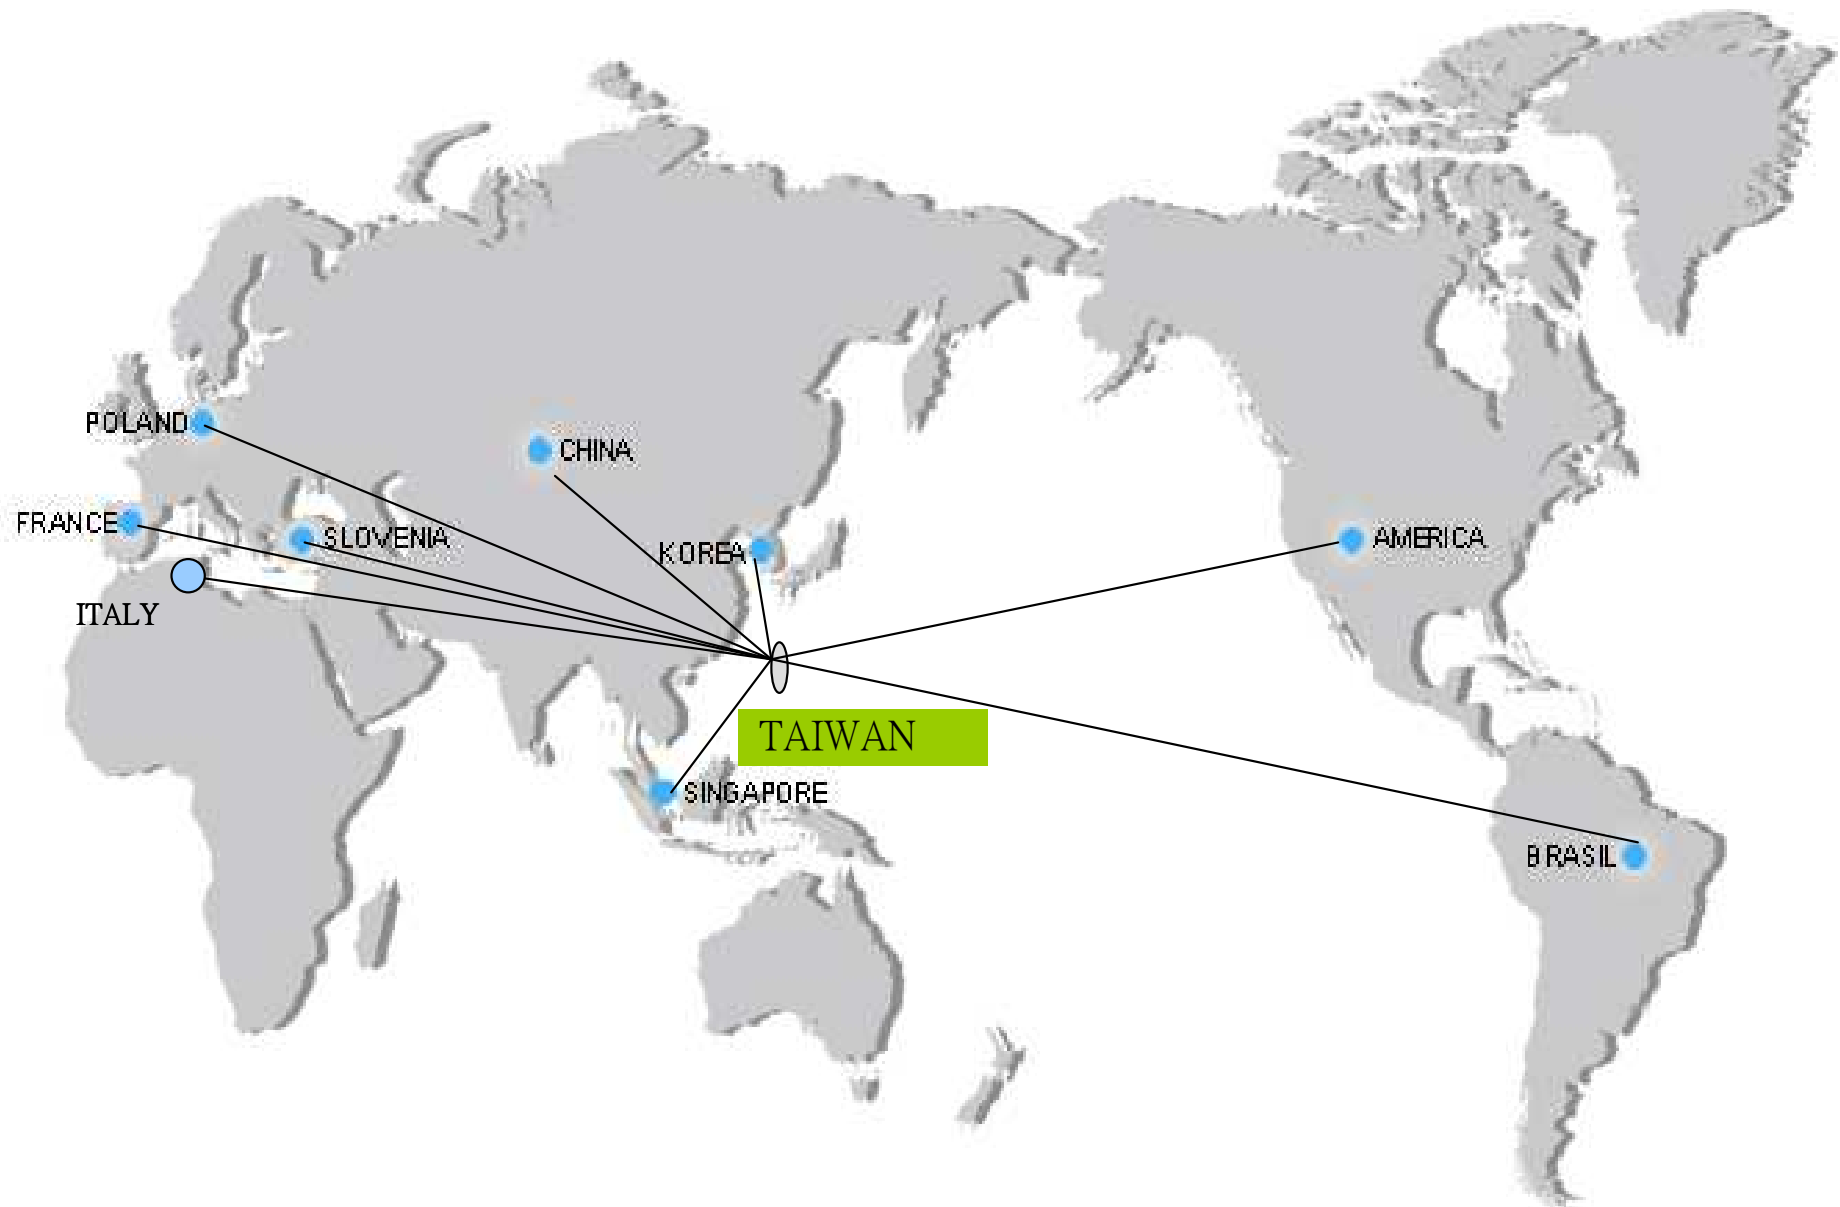 POLAND
CHINA
FRANCE
SLOVENIA
KOREA
AMERICA
ITALY
TAIWAN
SINGAPORE
BRASIL